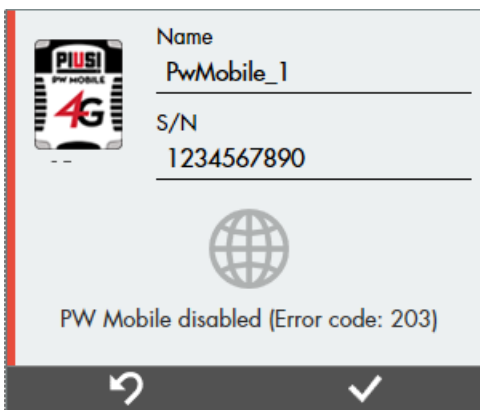 PIUSI
PW MOBILE
4G
--
Name
PwMobile_1
S/N
1234567890
PW Mobile disabled (Error code: 203)